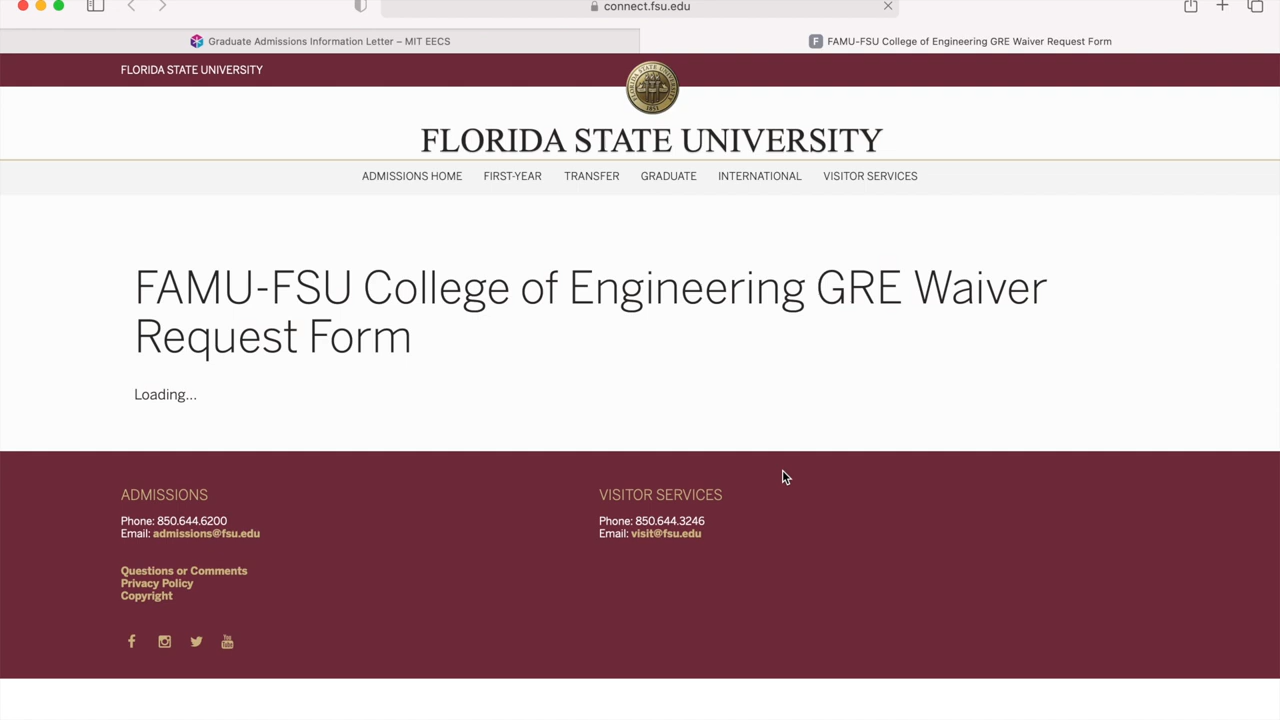 connect.fsu.edu
Graduate Admissions Information Letter – MIT EECS
F FAMU-FSU College of Engineering GRE Waiver Request Form
FLORIDA STATE UNIVERSITY
FLORIDA STATE UNIVERSITY
ADMISSIONS HOME FIRST-YEAR TRANSFER GRADUATE INTERNATIONAL VISITOR SERVICES
FAMU-FSU College of Engineering GRE Waiver
Request Form
Loading...
ADMISSIONS
Phone: 850.644.6200
Email: admissions@fsu.edu
Questions or Comments
Privacy Policy
Copyright
VISITOR SERVICES
Phone: 850.644.3246
Email: visit@fsu.edu